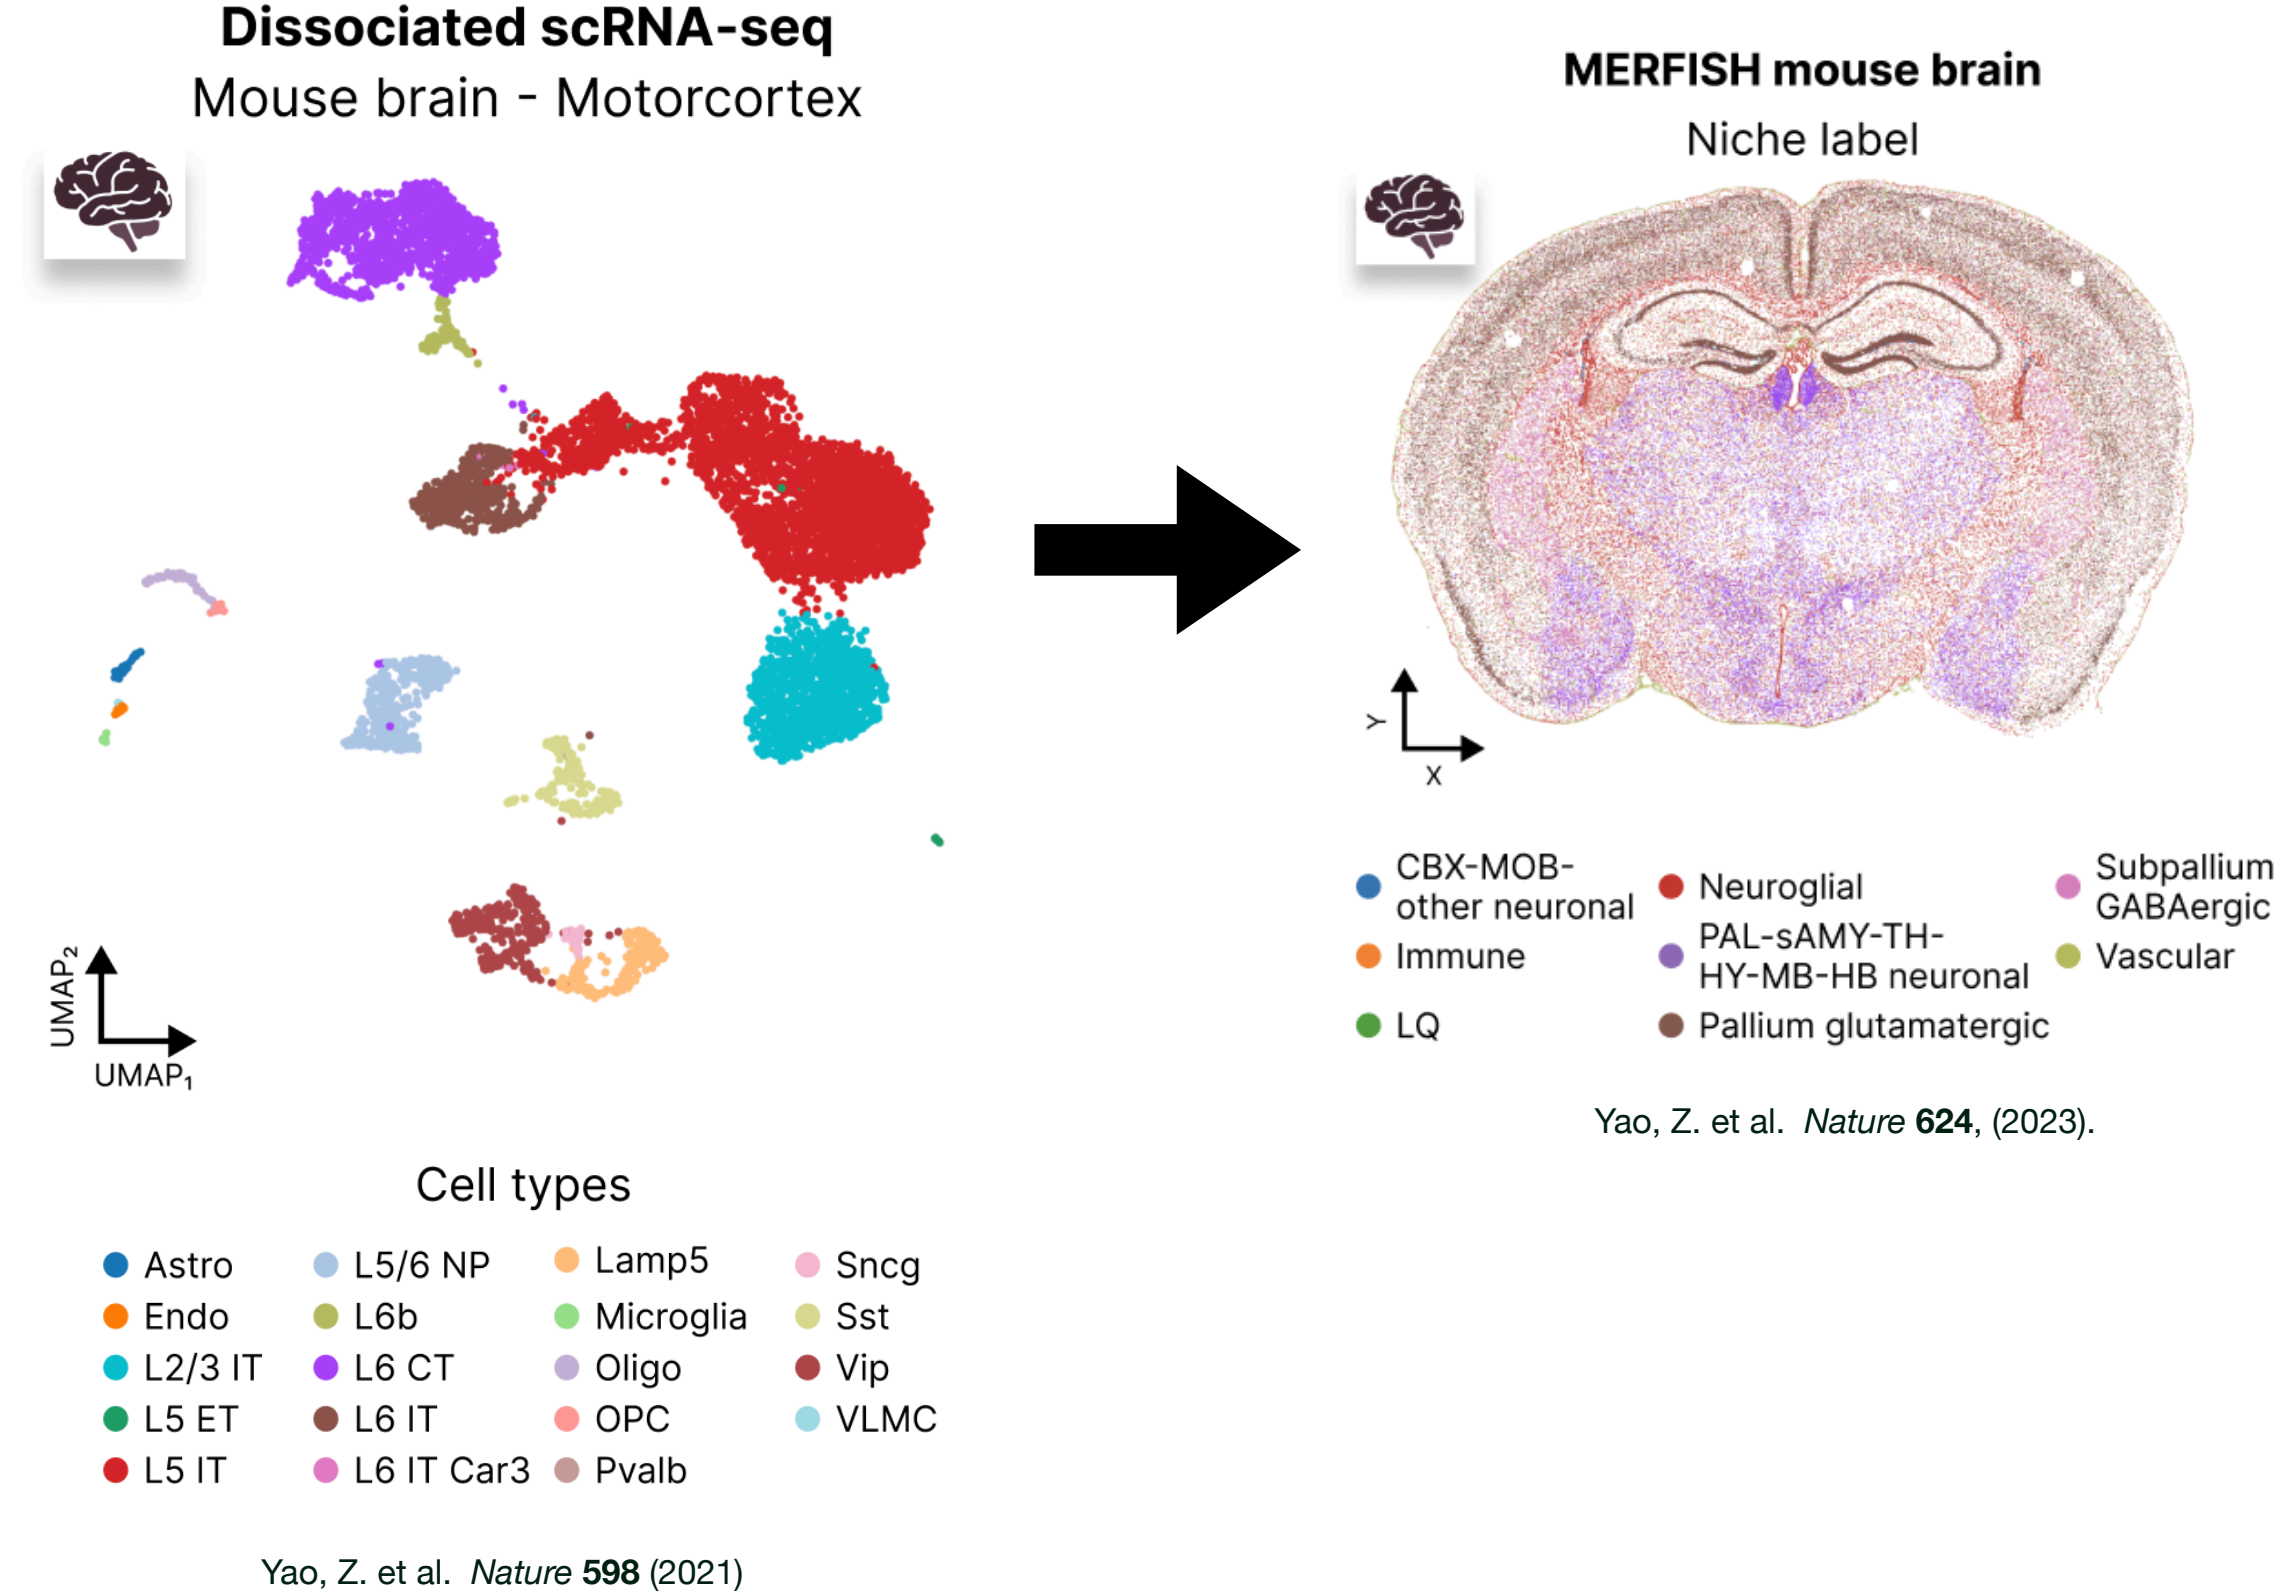 Dissociated scRNA-seq
Mouse brain - Motorcortex
UMAP₂
UMAP₁
Cell types
Astro
Endo
L2/3 IT
L5 ET
L5 IT
L5/6 NP
L6b
L6 CT
L6 IT
L6 IT Car3
Lamp5
Microglia
Oligo
OPC
Pvalb
Sncg
Sst
Vip
VLMC
Yao, Z. et al. Nature 598 (2021)
MERFISH mouse brain
Niche label
Y
X
CBX-MOB-
other neuronal
Immune
LQ
Neuroglial
PAL-sAMY-TH-
HY-MB-HB neuronal
Pallium glutamatergic
Subpallium
GABAergic
Vascular
Yao, Z. et al. Nature 624, (2023).